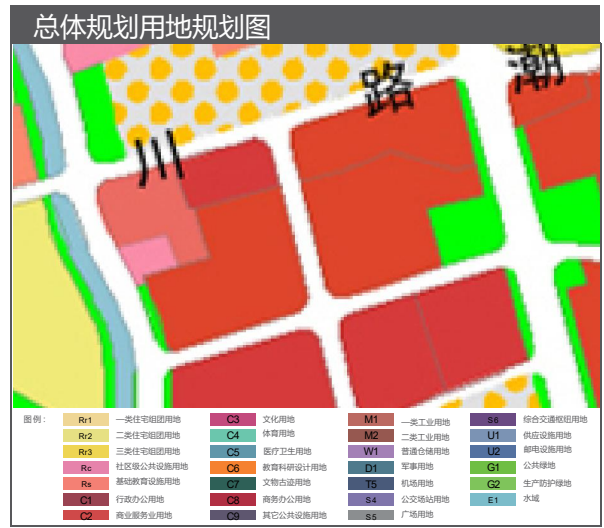 总体规划用地规划图
潮
路
川
图例：
Rr1 一类住宅组团用地
Rr2 二类住宅组团用地
Rr3 三类住宅组团用地
Rc 社区级公共设施用地
Rs 基础教育设施用地
C1 行政办公用地
C2 商业服务业用地
C3 文化用地
C4 体育用地
C5 医疗卫生用地
C6 教育科研设计用地
C7 文物古迹用地
C8 商务办公用地
C9 其它公共设施用地
M1 一类工业用地
M2 二类工业用地
W1 普通仓储用地
D1 军事用地
T5 机场用地
S4 公交场站用地
S5 广场用地
S6 综合交通枢纽用地
U1 供应设施用地
U2 邮电设施用地
G1 公共绿地
G2 生产防护绿地
E1 水域